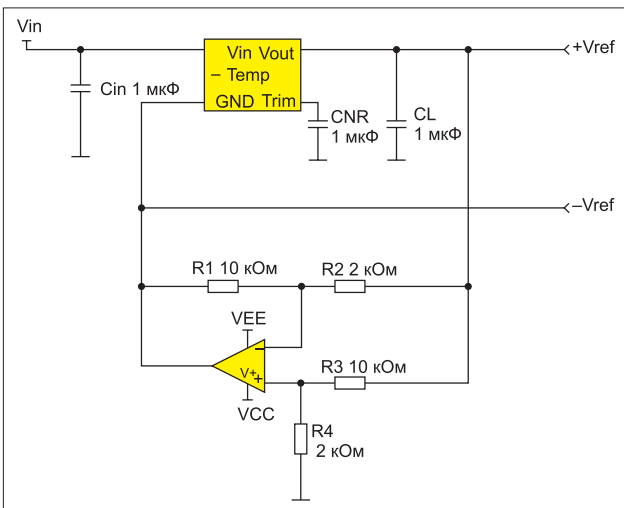 Vin
Vin Vout
– Temp
GND Trim
+Vref
Cin 1 мкФ
CNR
1 мкФ
CL
1 мкФ
–Vref
R1 10 кОм
R2 2 кОм
VEE
–
V+
+
VCC
R3 10 кОм
R4
2 кОм